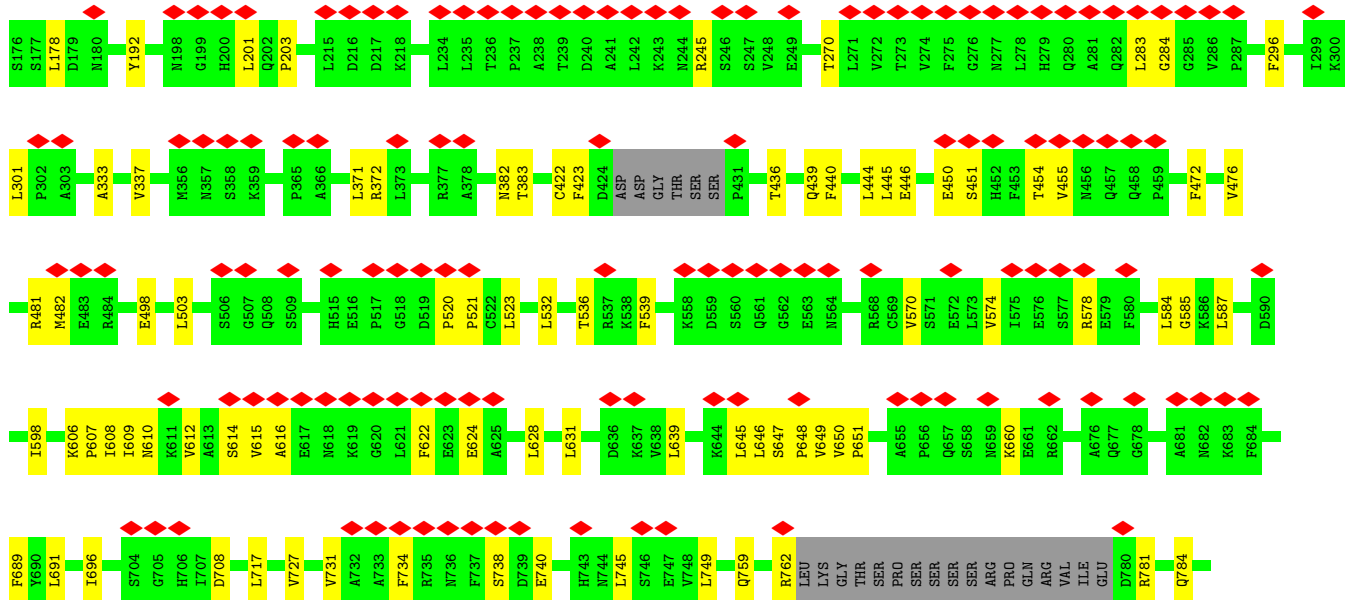 S176 S177 L178 D179 N180 Y192 N198 G199 H200 L201 Q202 P203 L215 D216 D217 K218 L234 L235 T236 P237 A238 T239 D240 A241 L242 K243 N244 R245 S246 S247 V248 E249 T270 L271 V272 T273 V274 F275 G276 N277 L278 H279 Q280 A281 Q282 L283 G284 G285 V286 P287 F296 I299 K300
L301 P302 A303 A333 V337 M356 N357 S358 K359 P365 A366 L371 R372 L373 R377 A378 N382 T383 C422 F423 D424 ASP ASP GLY THR SER SER P431 T436 Q439 F440 L444 L445 E446 E450 S451 H452 F453 T454 V455 N456 Q457 Q458 P459 F472 V476
R481 M482 E483 R484 E498 L503 S506 G507 Q508 S509 H515 E516 P517 G518 D519 P520 P521 C522 L523 L532 T536 R537 K538 F539 K558 D559 S560 Q561 G562 E563 N564 R568 C569 V570 S571 E572 L573 V574 I575 E576 S577 R578 E579 F580 L584 G585 K586 L587 D590
I598 K606 P607 I608 I609 N610 K611 V612 A613 S614 V615 A616 E617 N618 K619 G620 L621 F622 E623 E624 A625 L628 L631 D636 K637 V638 L639 K644 L645 L646 S647 P648 V649 V650 P651 A655 P656 Q657 S658 N659 K660 E661 R662 A676 Q677 G678 A681 N682 K683 F684
F689 Y690 L691 I696 S704 G705 H706 I707 D708 L717 V727 V731 A732 A733 F734 R735 N736 F737 S738 D739 E740 H743 N744 L745 S746 E747 V748 L749 Q759 R762 LEU LYS GLY THR SER PRO SER SER SER SER ARG PRO GLN ARG VAL ILE GLU D780 R781 Q784